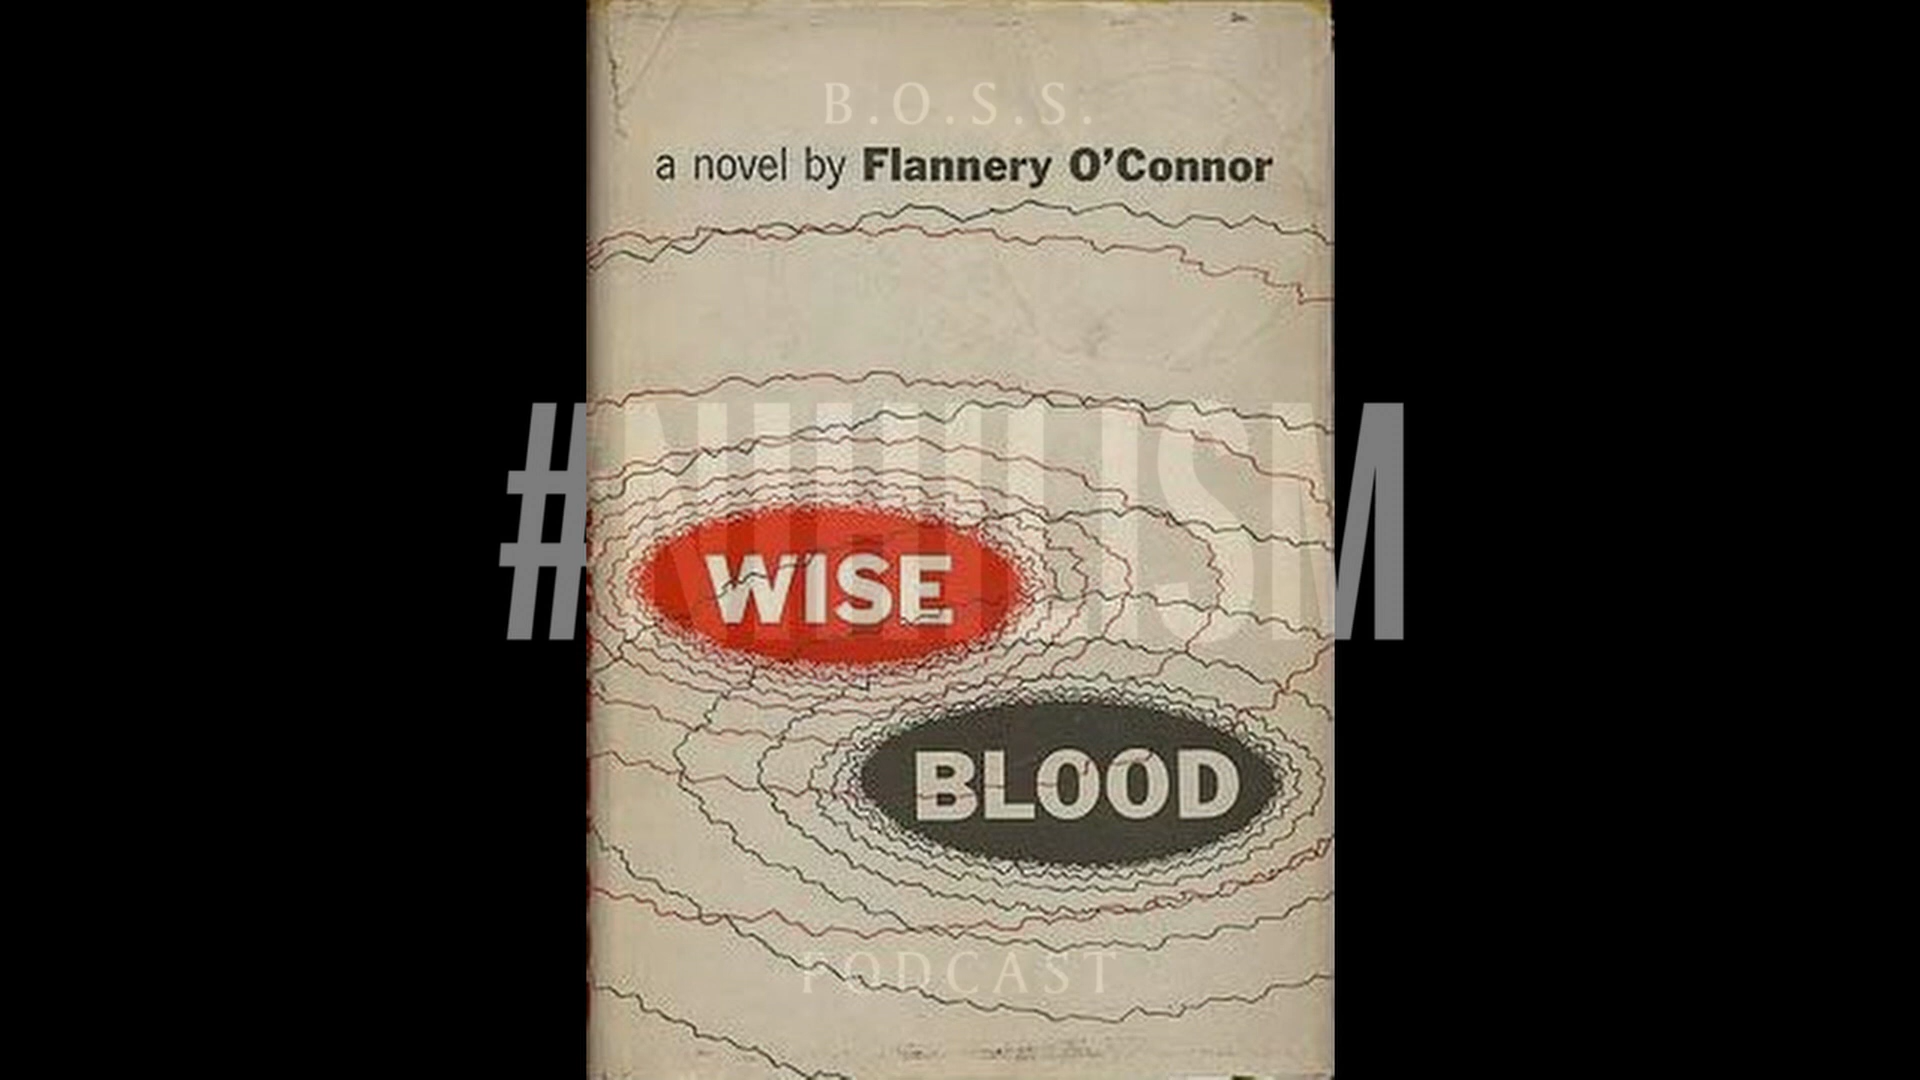 B.O.S.S.
a novel by Flannery O'Connor
#NIHILISM
WISE
BLOOD
PODCAST